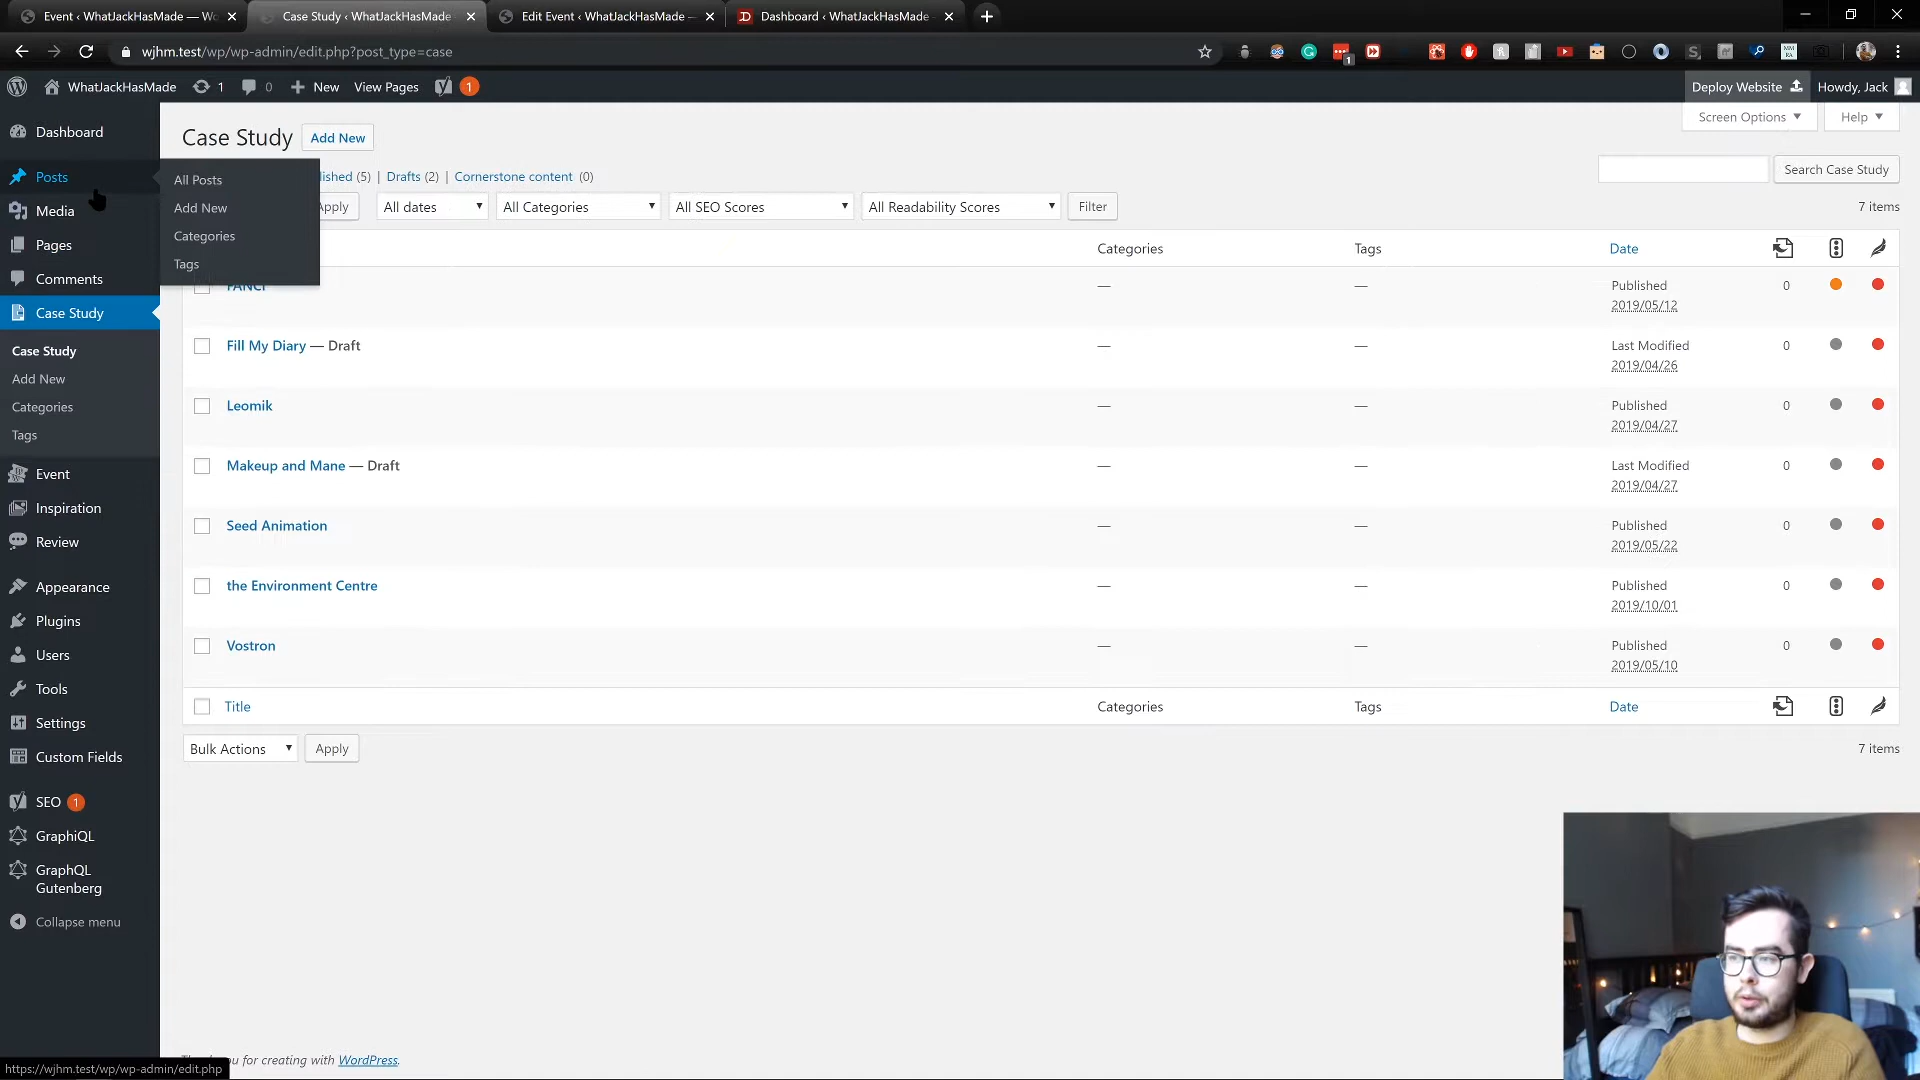 Event ‹ WhatJackHasMade — Wo
Case Study ‹ WhatJackHasMade
Edit Event ‹ WhatJackHasMade —
Dashboard ‹ WhatJackHasMade
wjhm.test/wp/wp-admin/edit.php?post_type=case
1
WhatJackHasMade 1 0 New View Pages 1
Deploy Website Howdy, Jack
Screen Options Help
Dashboard
Posts
Media
Pages
Comments
Case Study
Case Study
Add New
Categories
Tags
Event
Inspiration
Review
Appearance
Plugins
Users
Tools
Settings
Custom Fields
SEO 1
GraphiQL
GraphQL
Gutenberg
Collapse menu
All Posts
Add New
Categories
Tags
Case Study Add New
(5) | Drafts (2) | Cornerstone content (0)
Search Case Study
All dates All Categories All SEO Scores All Readability Scores Filter
7 items
Categories Tags Date
— — Published 0
2019/05/12
Fill My Diary — Draft — — Last Modified 0
2019/04/26
Leomik — — Published 0
2019/04/27
Makeup and Mane — Draft — — Last Modified 0
2019/04/27
Seed Animation — — Published 0
2019/05/22
the Environment Centre — — Published 0
2019/10/01
Vostron — — Published 0
2019/05/10
Title Categories Tags Date
Bulk Actions Apply
7 items
for creating with WordPress.
https://wjhm.test/wp/wp-admin/edit.php